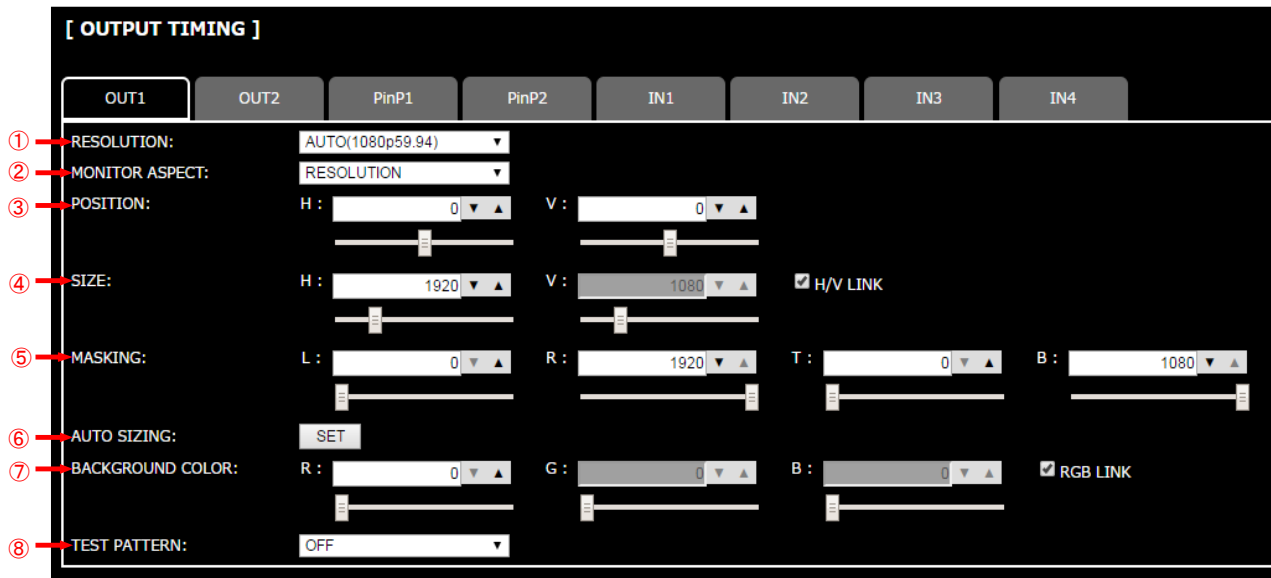 [ OUTPUT TIMING ]
OUT1 OUT2 PinP1 PinP2 IN1 IN2 IN3 IN4
① RESOLUTION: AUTO(1080p59.94)
② MONITOR ASPECT: RESOLUTION
③ POSITION: H : 0 V : 0
④ SIZE: H : 1920 V : 1080 H/V LINK
⑤ MASKING: L : 0 R : 1920 T : 0 B : 1080
⑥ AUTO SIZING: SET
⑦ BACKGROUND COLOR: R : 0 G : 0 B : 0 RGB LINK
⑧ TEST PATTERN: OFF